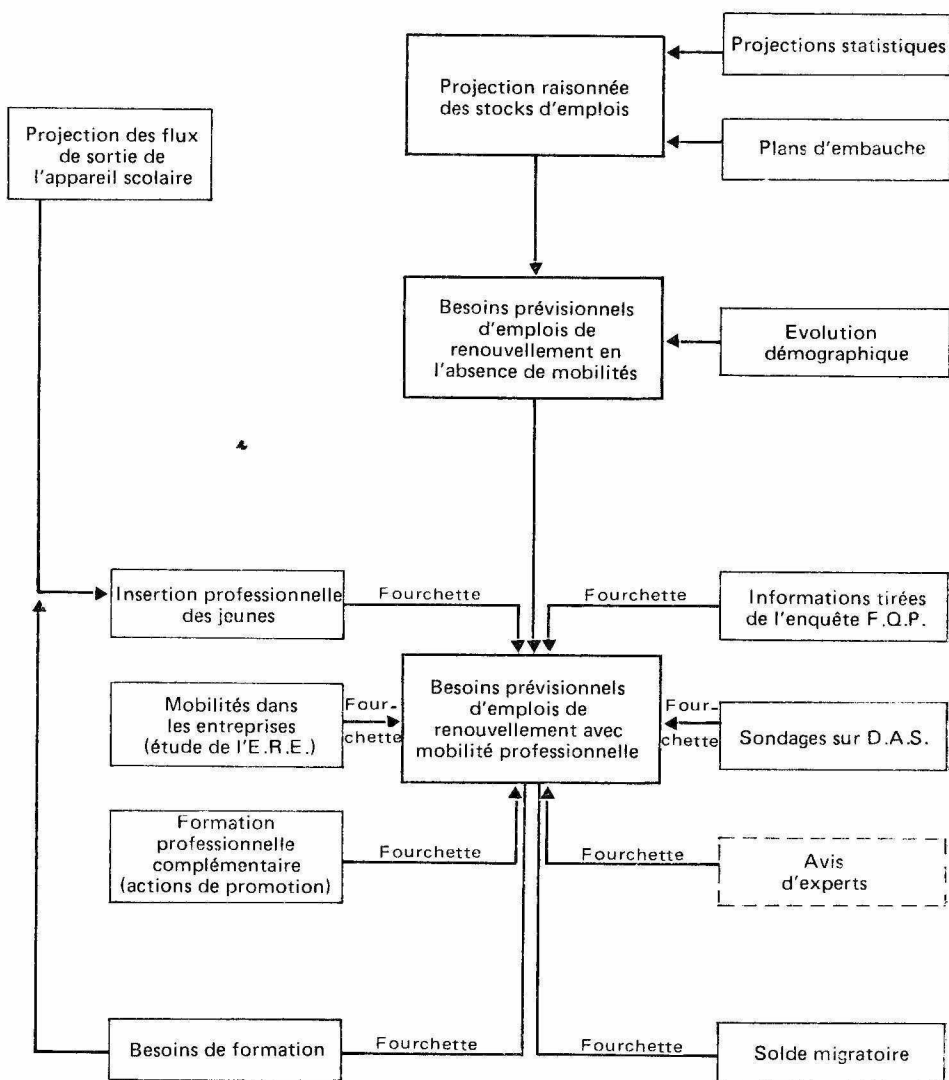 Projections statistiques
Projection raisonnée
des stocks d'emplois
Plans d'embauche
Projection des flux
de sortie de
l'appareil scolaire
Besoins prévisionnels
d'emplois de
renouvellement en
l'absence de mobilités
Evolution
démographique
Insertion professionnelle
des jeunes
Fourchette
Fourchette
Informations tirées
de l'enquête F.Q.P.
Mobilités dans
les entreprises
(étude de l'E.R.E.)
Four-
chette
Besoins prévisionnels
d'emplois de
renouvellement avec
mobilité professionnelle
Four-
chette
Sondages sur D.A.S.
Formation
professionnelle
complémentaire
(actions de promotion)
Fourchette
Fourchette
Avis
d'experts
Besoins de formation
Fourchette
Fourchette
Solde migratoire